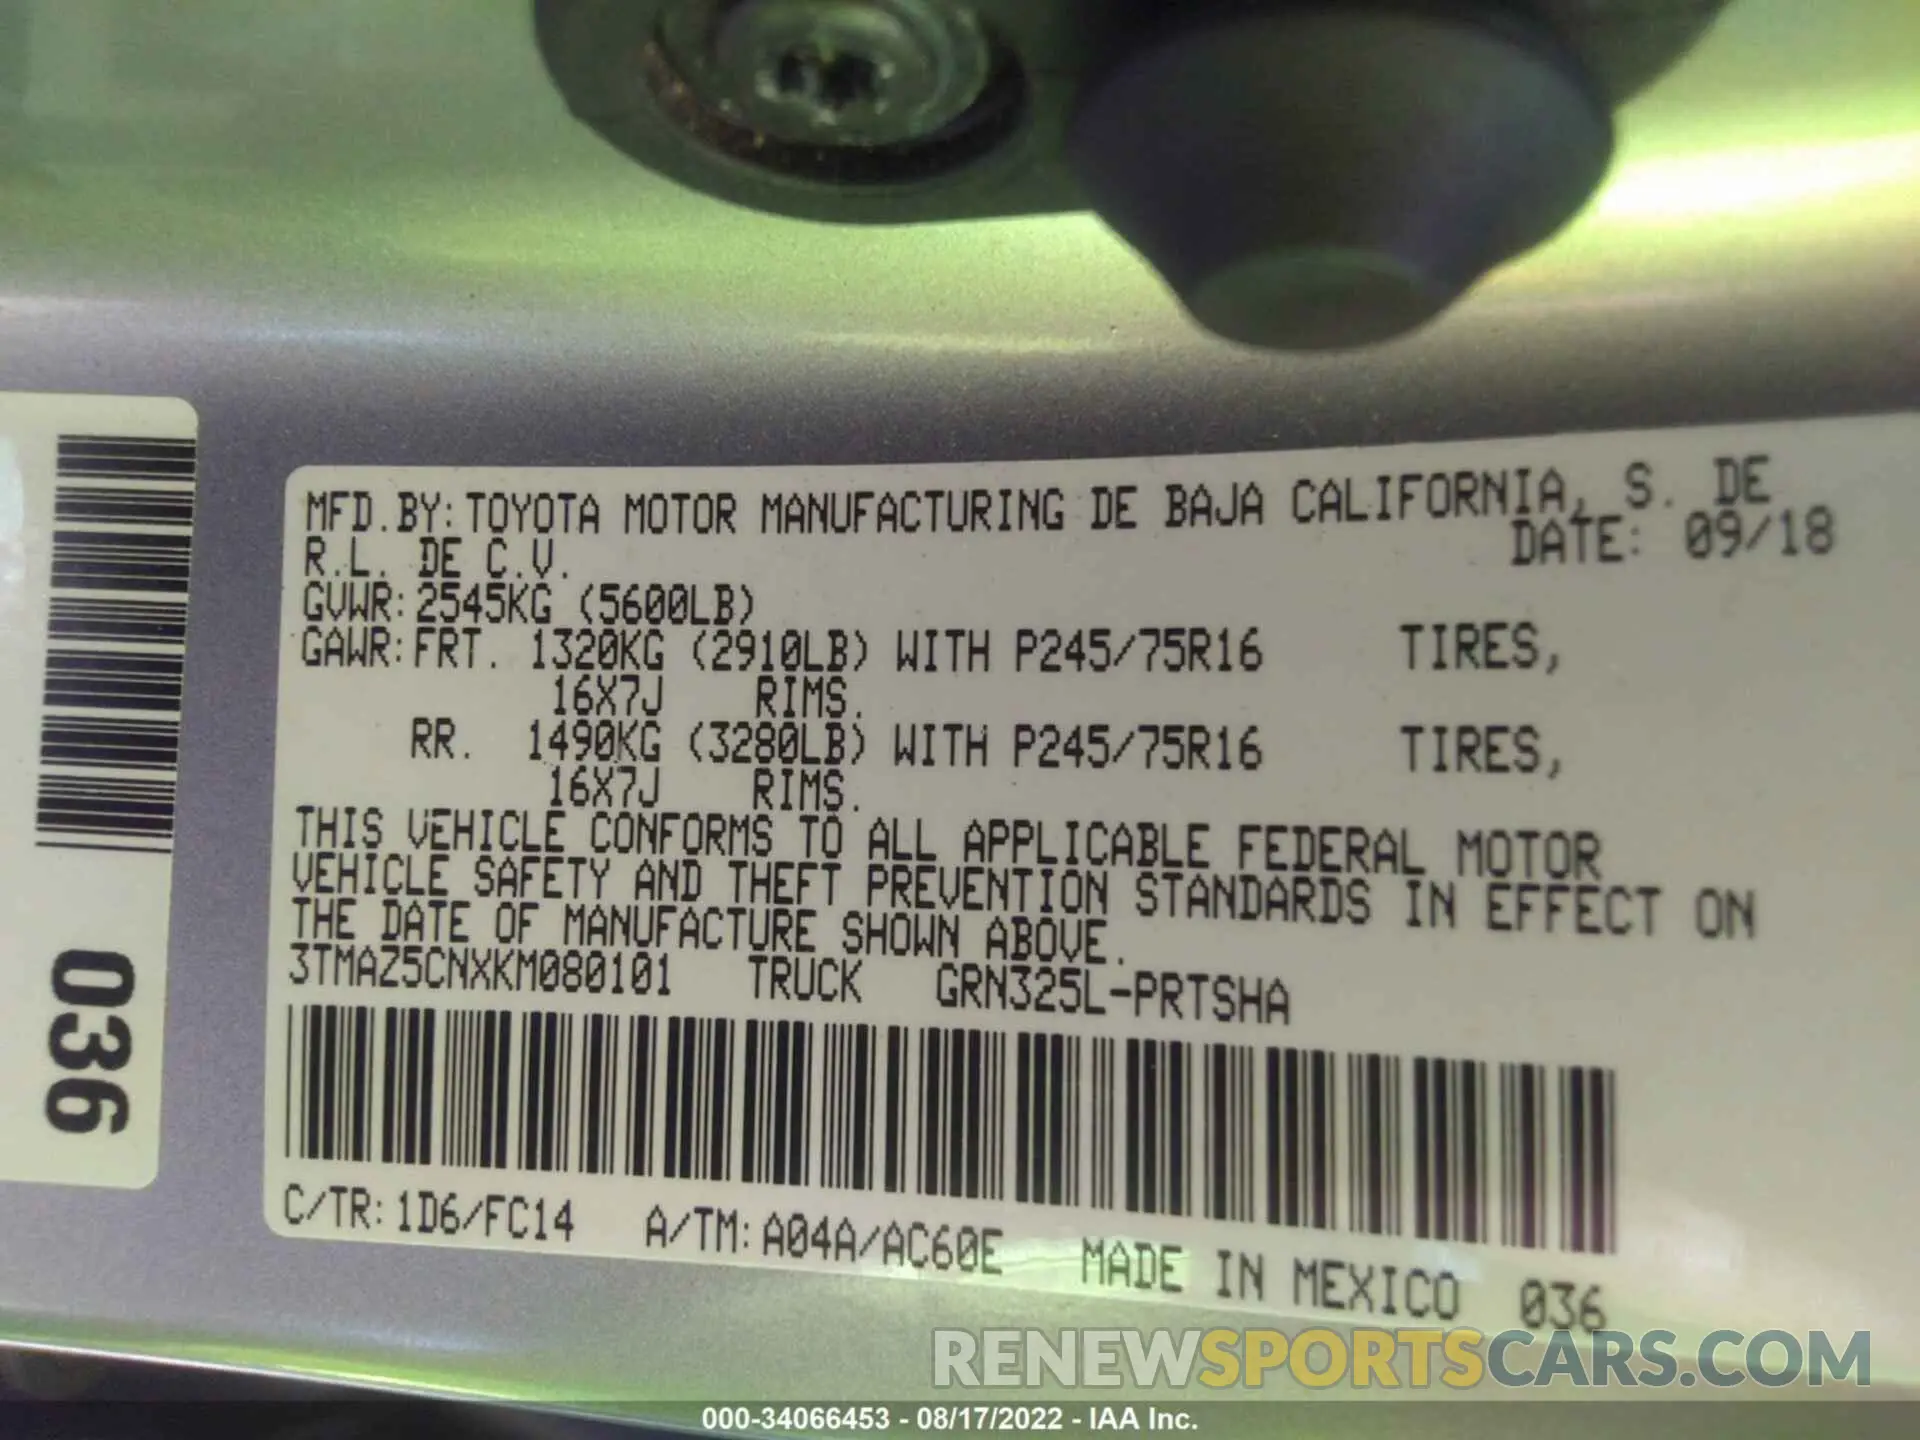 MFD.BY:TOYOTA MOTOR MANUFACTURING DE BAJA CALIFORNIA, S. DE
R.L. DE C.V. DATE: 09/18
GVWR:2545KG (5600LB)
GAWR:FRT. 1320KG (2910LB) WITH P245/75R16 TIRES,
16X7J RIMS.
RR. 1490KG (3280LB) WITH P245/75R16 TIRES,
16X7J RIMS.
THIS VEHICLE CONFORMS TO ALL APPLICABLE FEDERAL MOTOR
VEHICLE SAFETY AND THEFT PREVENTION STANDARDS IN EFFECT ON
THE DATE OF MANUFACTURE SHOWN ABOVE.
3TMAZ5CNXKM080101 TRUCK GRN325L-PRTSHA
C/TR:1D6/FC14 A/TM:A04A/AC60E MADE IN MEXICO 036
036
RENEWSPORTSCARS.COM
000-34066453 - 08/17/2022 - IAA Inc.